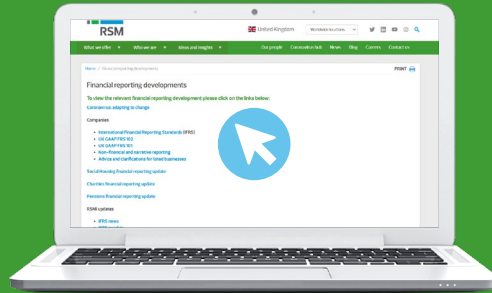 RSM
United Kingdom
Worldwide locations
What we offer Who we are Ideas and insights Our people Coronavirus hub News Blog Careers Contact us
Home / Financial reporting developments PRINT
Financial reporting developments
To view the relevant financial reporting development please click on the links below:
Coronavirus: adapting to change
Companies
International Financial Reporting Standards (IFRS)
UK GAAP FRS 102
UK GAAP FRS 101
Non-financial and narrative reporting
Advice and clarifications for listed businesses
Social housing financial reporting update
Charities financial reporting update
Pensions financial reporting update
RSM updates
IFRS news